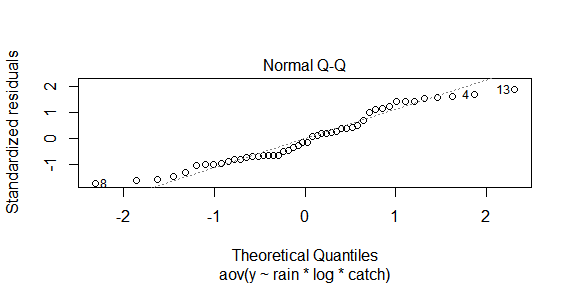 Normal Q-Q
Standardized residuals
2
1
0
-1
13
4
8
-2 -1 0 1 2
Theoretical Quantiles
aov(y ~ rain * log * catch)